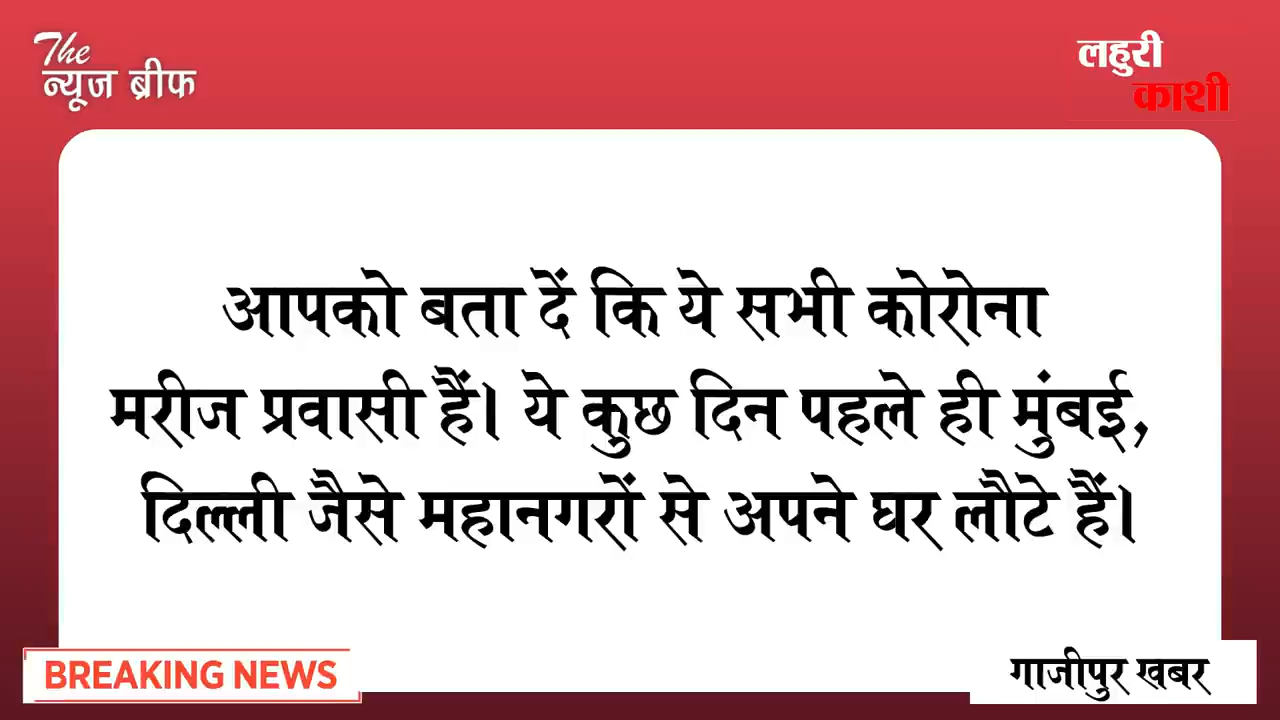 The
न्यूज ब्रीफ
लहुरी
काशी
आपको बता दें कि ये सभी कोरोना
मरीज प्रवासी हैं। ये कुछ दिन पहले ही मुंबई,
दिल्ली जैसे महानगरों से अपने घर लौटे हैं।
BREAKING NEWS
गाजीपुर खबर